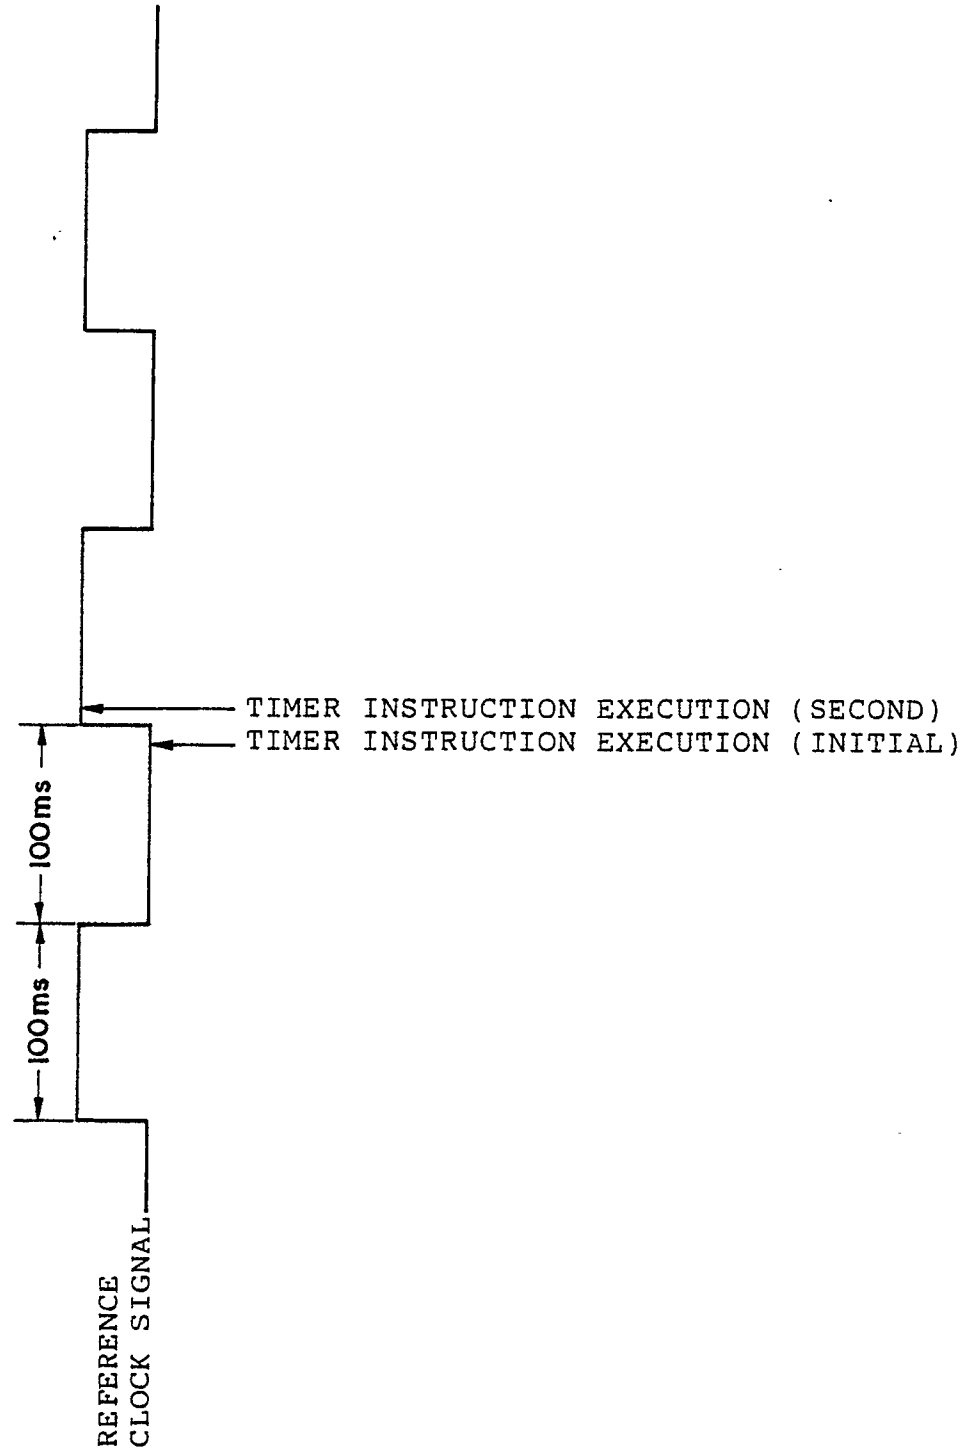 REFERENCE
CLOCK SIGNAL
100ms
100ms
TIMER INSTRUCTION EXECUTION (SECOND)
TIMER INSTRUCTION EXECUTION (INITIAL)